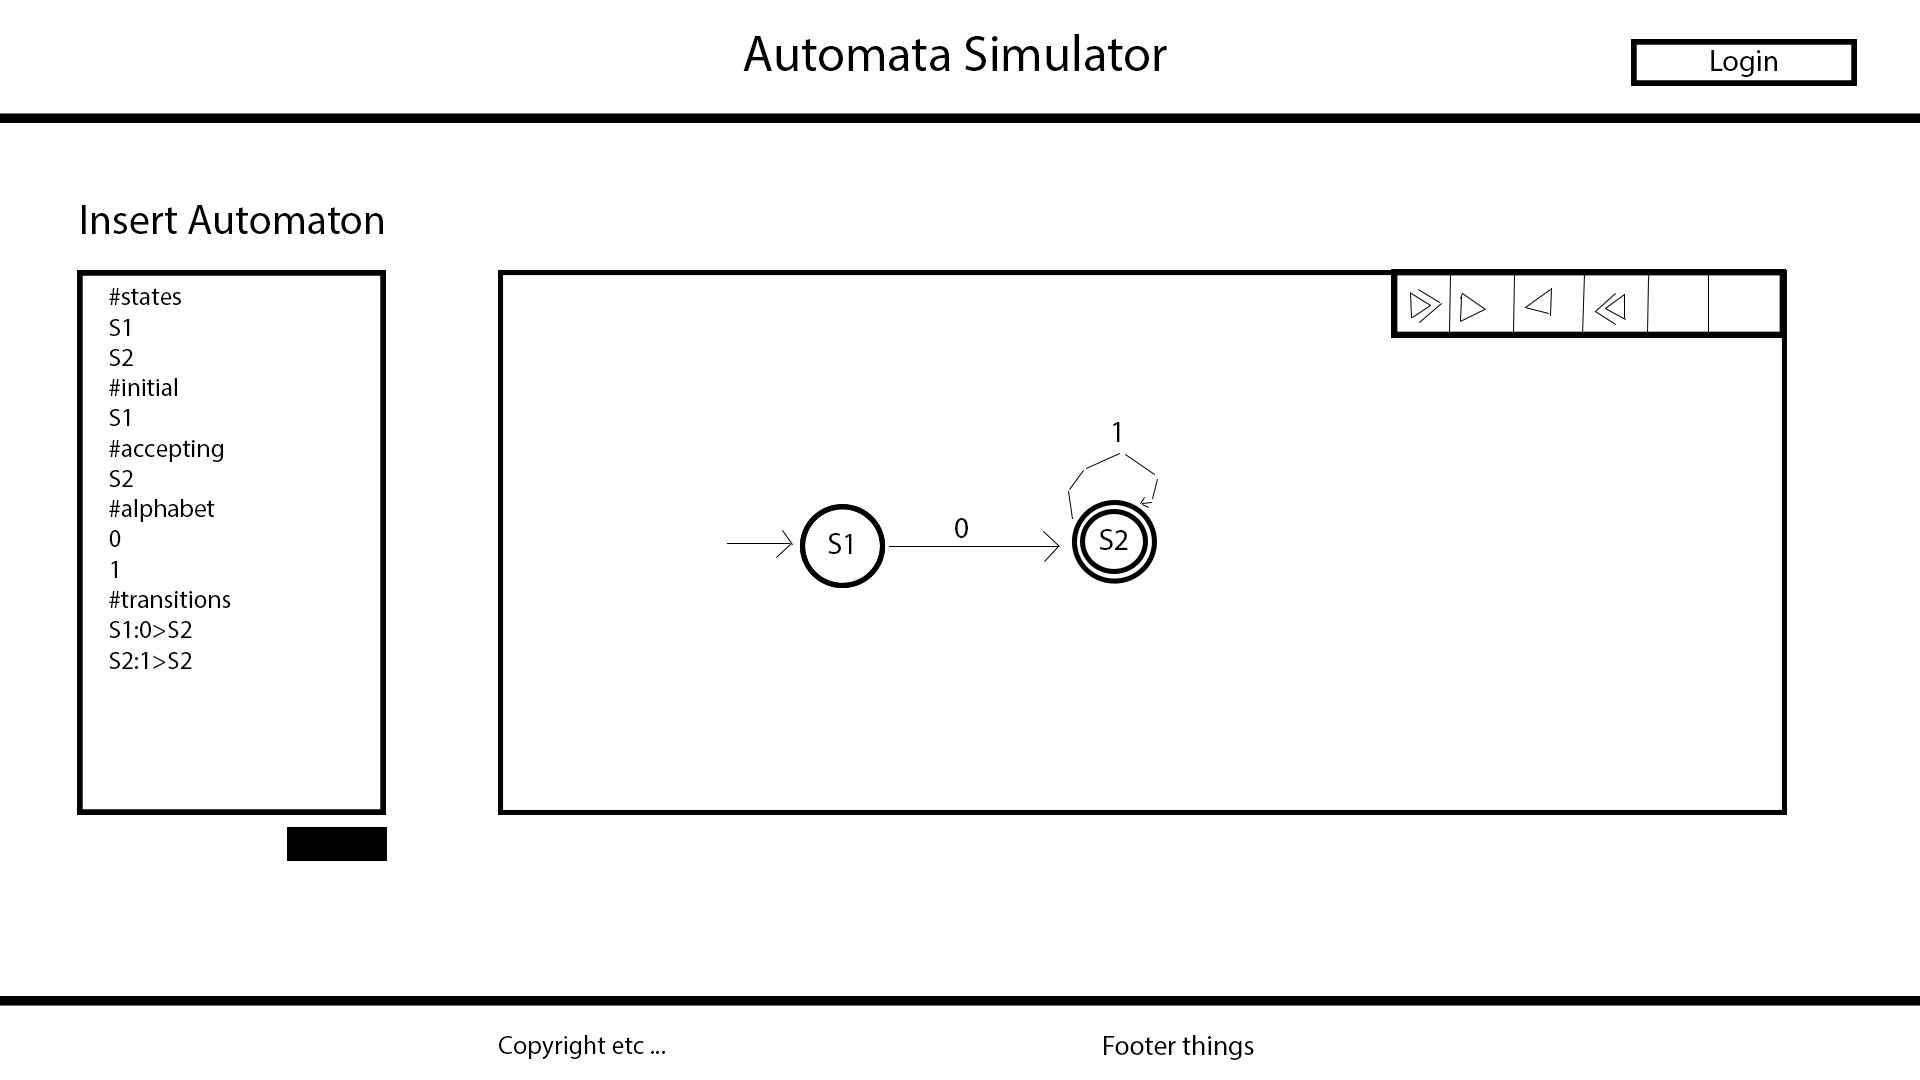 Automata Simulator
Login
Insert Automaton
#states
S1
S2
#initial
S1
#accepting
S2
#alphabet
0
1
#transitions
S1:0>S2
S2:1>S2
1
0
S1
S2
Copyright etc ...
Footer things